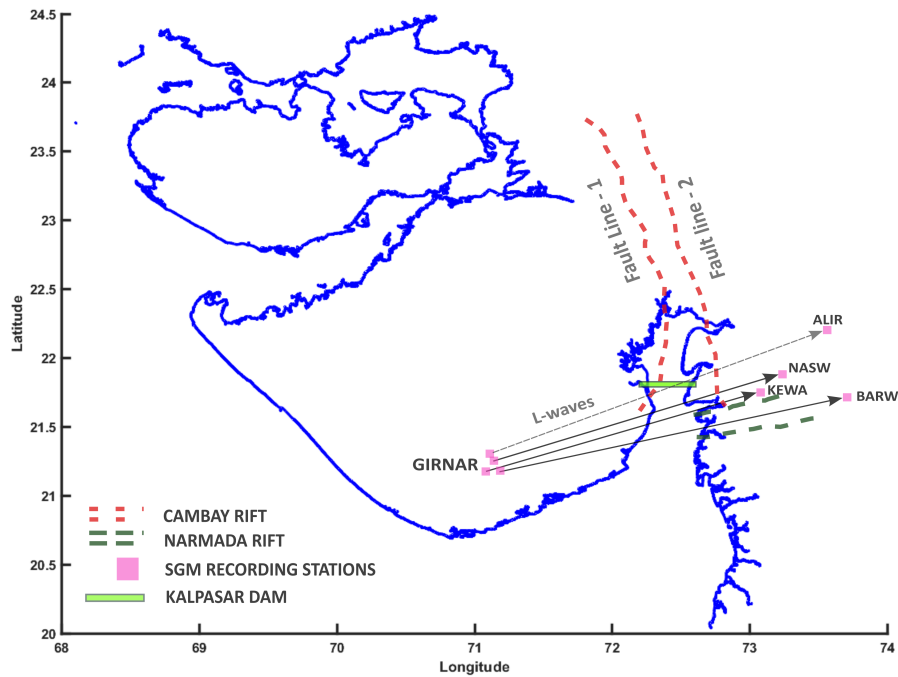 24.5
24
23.5
23
22.5
22
21.5
21
20.5
20
Latitude
Fault Line - 1
Fault line - 2
ALIR
NASW
KEWA
BARW
L-waves
GIRNAR
CAMBAY RIFT
NARMADA RIFT
SGM RECORDING STATIONS
KALPASAR DAM
68 69 70 71 72 73 74
Longitude